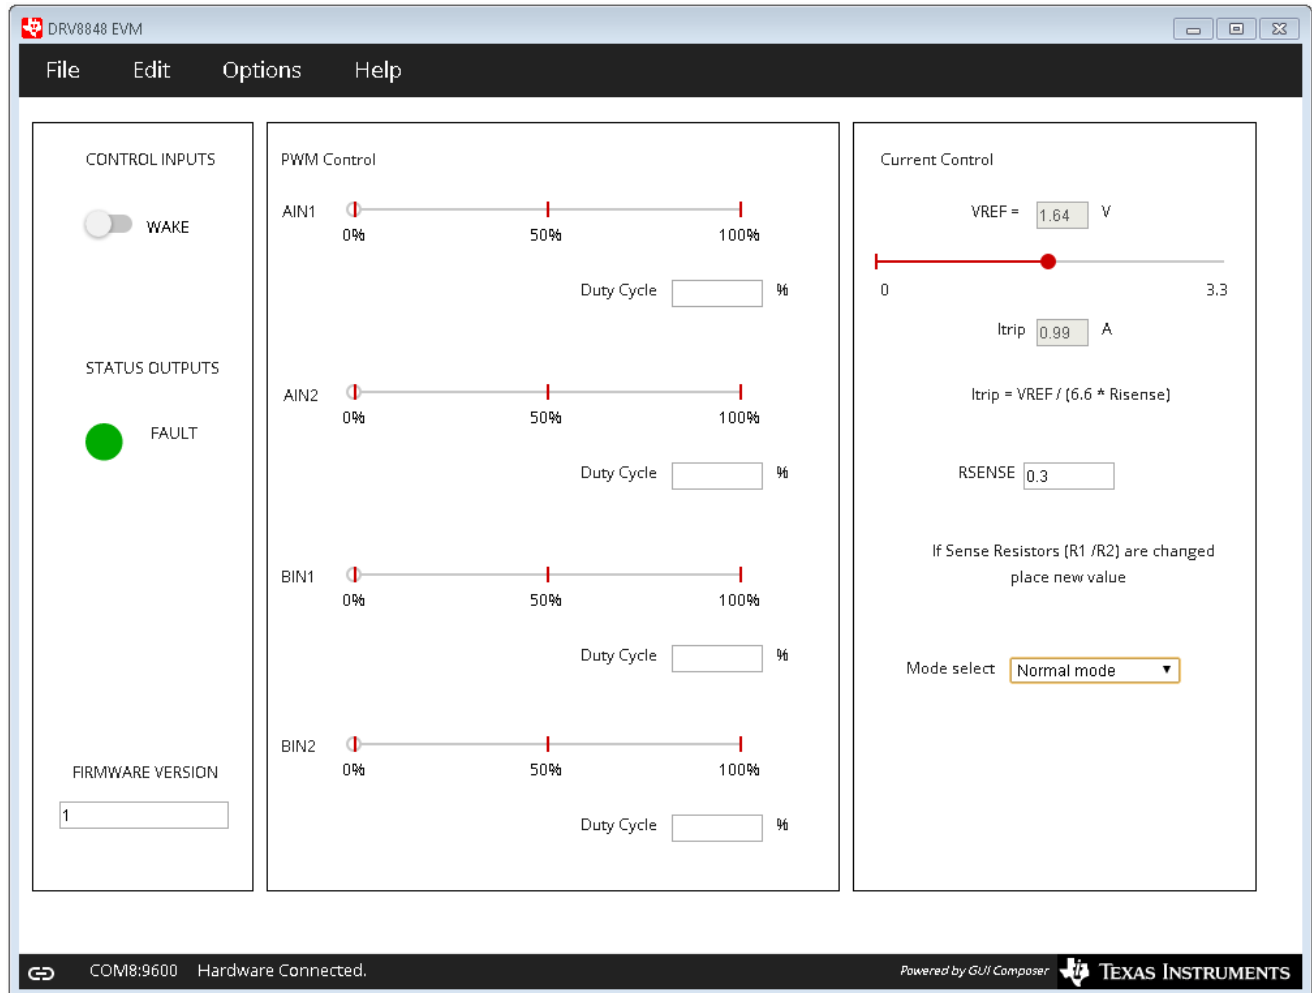 DRV8848 EVM
File Edit Options Help
CONTROL INPUTS
WAKE
STATUS OUTPUTS
FAULT
FIRMWARE VERSION
1
PWM Control
AIN1
0% 50% 100%
Duty Cycle %
AIN2
0% 50% 100%
Duty Cycle %
BIN1
0% 50% 100%
Duty Cycle %
BIN2
0% 50% 100%
Duty Cycle %
Current Control
VREF = 1.64 V
0 3.3
Itrip 0.99 A
Itrip = VREF / (6.6 * Risense)
RSENSE 0.3
If Sense Resistors (R1 /R2) are changed
place new value
Mode select Normal mode
COM8:9600 Hardware Connected.
Powered by GUI Composer TEXAS INSTRUMENTS